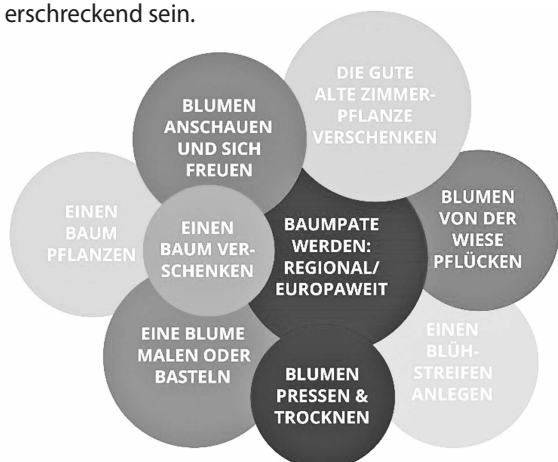 erschreckend sein.
DIE GUTE
ALTE ZIMMER-
PFLANZE
VERSCHENKEN
BLUMEN
ANSCHAUEN
UND SICH
FREUEN
BLUMEN
VON DER
WIESE
PFLÜCKEN
EINEN
BAUM
PFLANZEN
EINEN
BAUM VER-
SCHENKEN
BAUMPATE
WERDEN:
REGIONAL/
EUROPAWEIT
EINE BLUME
MALEN ODER
BASTELN
EINEN
BLÜH-
STREIFEN
ANLEGEN
BLUMEN
PRESSEN &
TROCKNEN